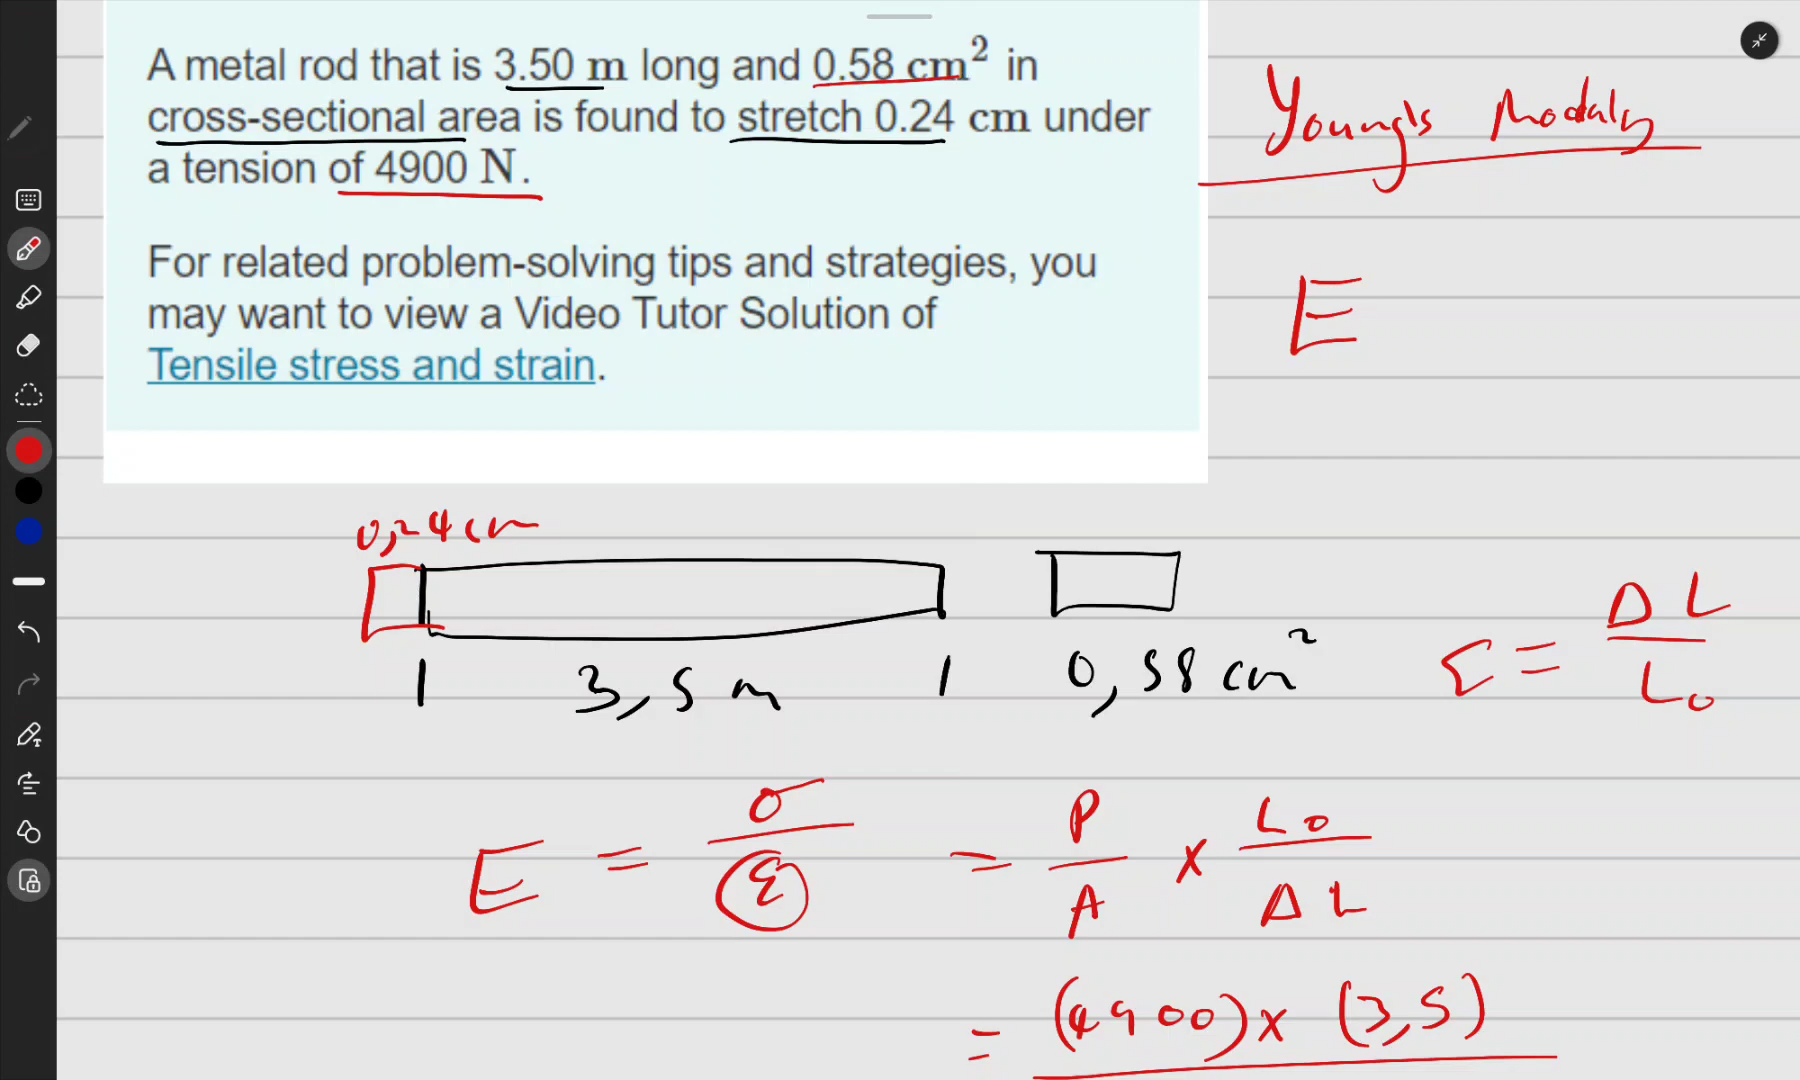 A metal rod that is 3.50 m long and 0.58 cm² in
cross-sectional area is found to stretch 0.24 cm under
a tension of 4900 N.
For related problem-solving tips and strategies, you
may want to view a Video Tutor Solution of
Tensile stress and strain.
Young's Moduly
E
0,24cm
3,5 m
0,58 cm²
Σ = ΔL / L₀
E = σ / ε = P / A × L₀ / ΔL
= (4900) × (3,5)